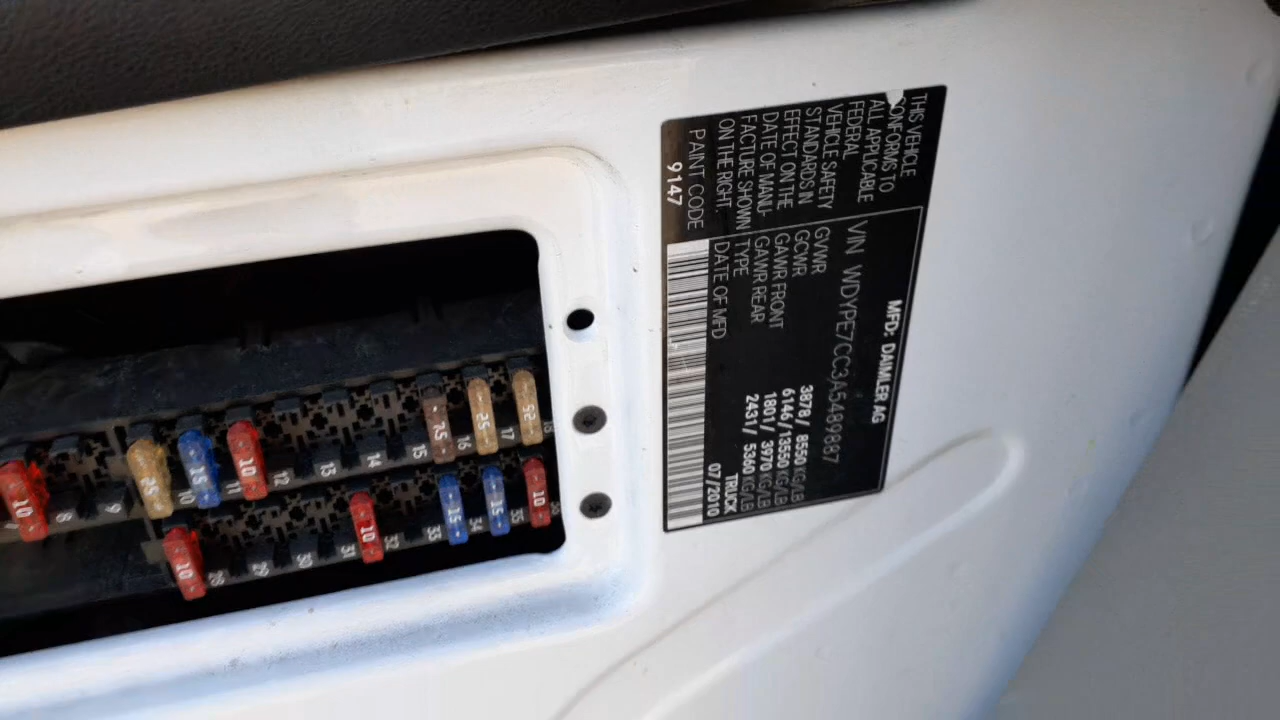 MFD: DAIMLER AG
THIS VEHICLE
CONFORMS TO
ALL APPLICABLE
FEDERAL
VEHICLE SAFETY
STANDARDS IN
EFFECT ON THE
DATE OF MANU-
FACTURE SHOWN
ON THE RIGHT.
PAINT CODE
9147
VIN WDYPE7CC3A5489887
GVWR 3878/ 8550 KG/LB
GCWR 6146/13550 KG/LB
GAWR FRONT 1801/ 3970 KG/LB
GAWR REAR 2431/ 5360 KG/LB
TYPE TRUCK
DATE OF MFD 07/2010
10 8 9 25 10 15 11 10 12 13 14 15 7.5 16 25 17 25 18
10 28 29 30 31 10 32 33 15 34 15 35 10